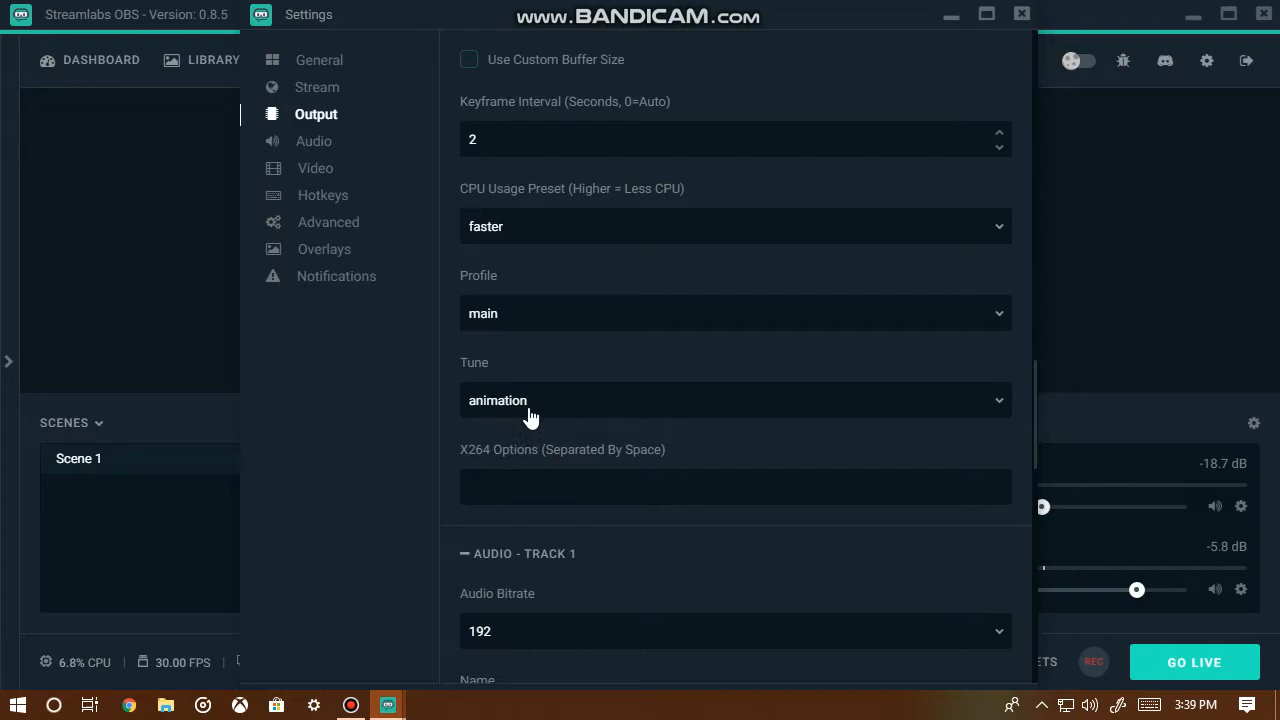 Streamlabs OBS - Version: 0.8.5
Settings
www.BANDICAM.com
DASHBOARD
LIBRARY
General
Stream
Output
Audio
Video
Hotkeys
Advanced
Overlays
Notifications
Use Custom Buffer Size
Keyframe Interval (Seconds, 0=Auto)
2
CPU Usage Preset (Higher = Less CPU)
faster
Profile
main
Tune
animation
X264 Options (Separated By Space)
AUDIO - TRACK 1
Audio Bitrate
192
Name
SCENES
Scene 1
-18.7 dB
-5.8 dB
6.8% CPU
30.00 FPS
ETS
REC
GO LIVE
3:39 PM